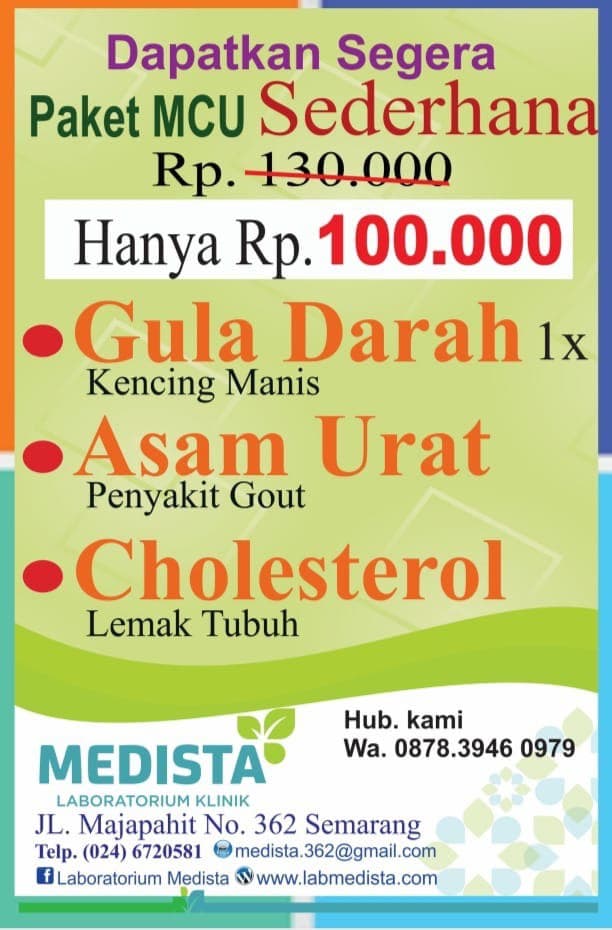 Dapatkan Segera
Paket MCU Sederhana
Rp. 130.000
Hanya Rp.100.000
Gula Darah 1x
Kencing Manis
Asam Urat
Penyakit Gout
Cholesterol
Lemak Tubuh
Hub. kami
Wa. 0878.3946 0979
MEDISTA
LABORATORIUM KLINIK
JL. Majapahit No. 362 Semarang
Telp. (024) 6720581 medista.362@gmail.com
Laboratorium Medista www.labmedista.com